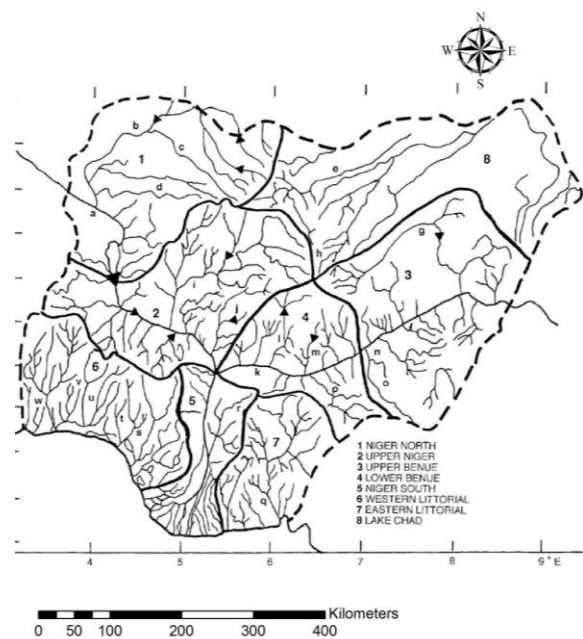 N
W E
S
b
1
c
e
8
d
a
h
g
3
2
j
4
m
n
k
6
v
5
p
o
w
u
r
t
s
7
q
1 NIGER NORTH
2 UPPER NIGER
3 UPPER BENUE
4 LOWER BENUE
5 NIGER SOUTH
6 WESTERN LITTORIAL
7 EASTERN LITTORIAL
8 LAKE CHAD
4 5 6 7 8 9° E
Kilometers
0 50 100 200 300 400